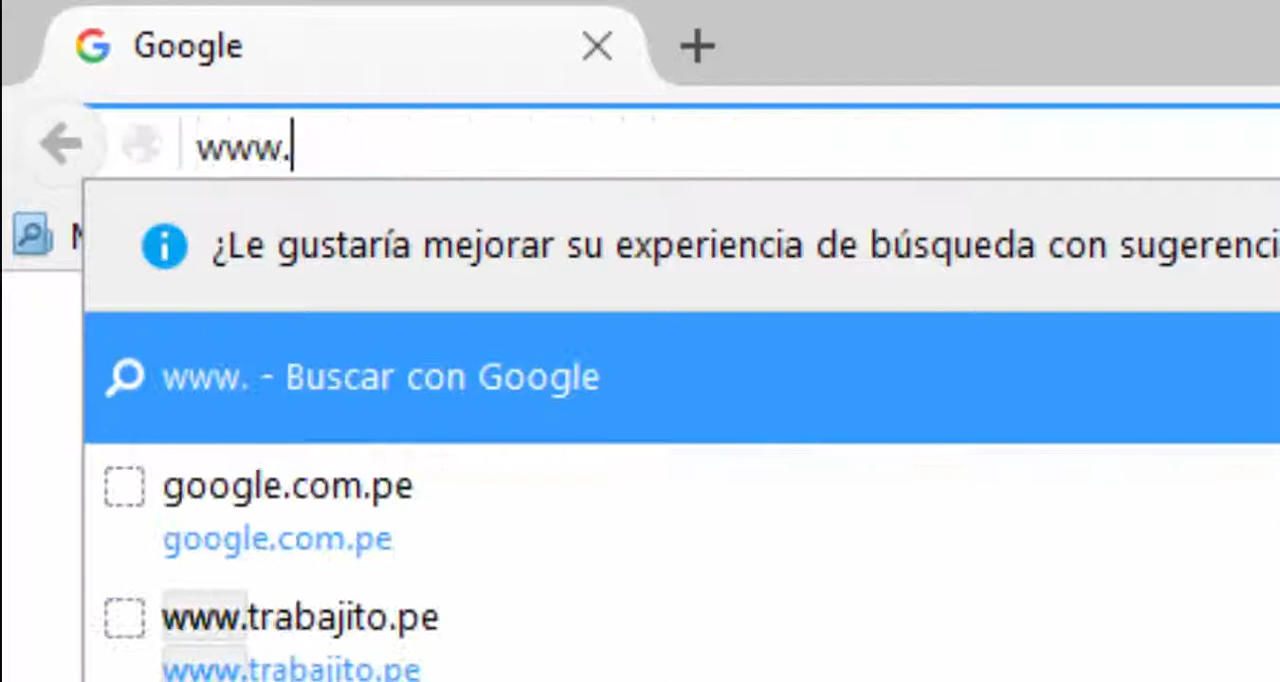 Google
www.
¿Le gustaría mejorar su experiencia de búsqueda con
www. - Buscar con Google
google.com.pe
google.com.pe
www.trabajito.pe
www.trabajito.pe